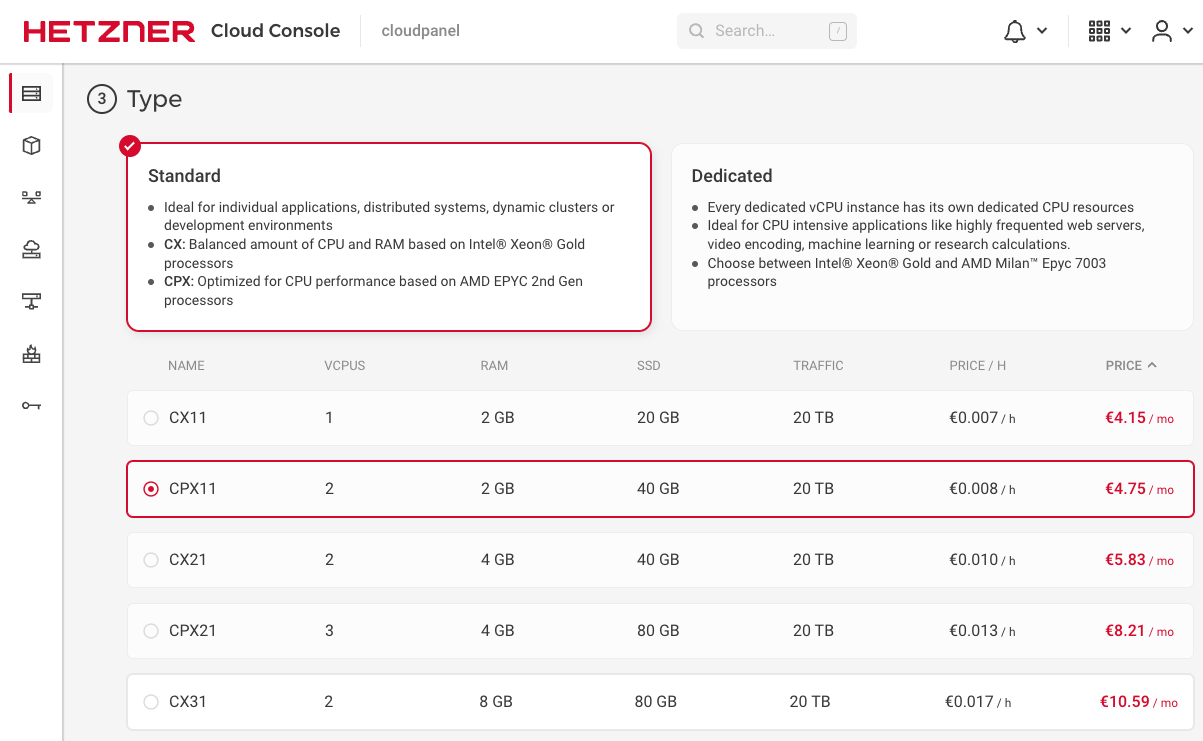 HETZNER Cloud Console cloudpanel Search... /
3 Type
Standard
Ideal for individual applications, distributed systems, dynamic clusters or
development environments
CX: Balanced amount of CPU and RAM based on Intel® Xeon® Gold
processors
CPX: Optimized for CPU performance based on AMD EPYC 2nd Gen
processors
Dedicated
Every dedicated vCPU instance has its own dedicated CPU resources
Ideal for CPU intensive applications like highly frequented web servers,
video encoding, machine learning or research calculations.
Choose between Intel® Xeon® Gold and AMD Milan™ Epyc 7003
processors
NAME VCPUS RAM SSD TRAFFIC PRICE / H PRICE
CX11 1 2 GB 20 GB 20 TB €0.007 / h €4.15 / mo
CPX11 2 2 GB 40 GB 20 TB €0.008 / h €4.75 / mo
CX21 2 4 GB 40 GB 20 TB €0.010 / h €5.83 / mo
CPX21 3 4 GB 80 GB 20 TB €0.013 / h €8.21 / mo
CX31 2 8 GB 80 GB 20 TB €0.017 / h €10.59 / mo